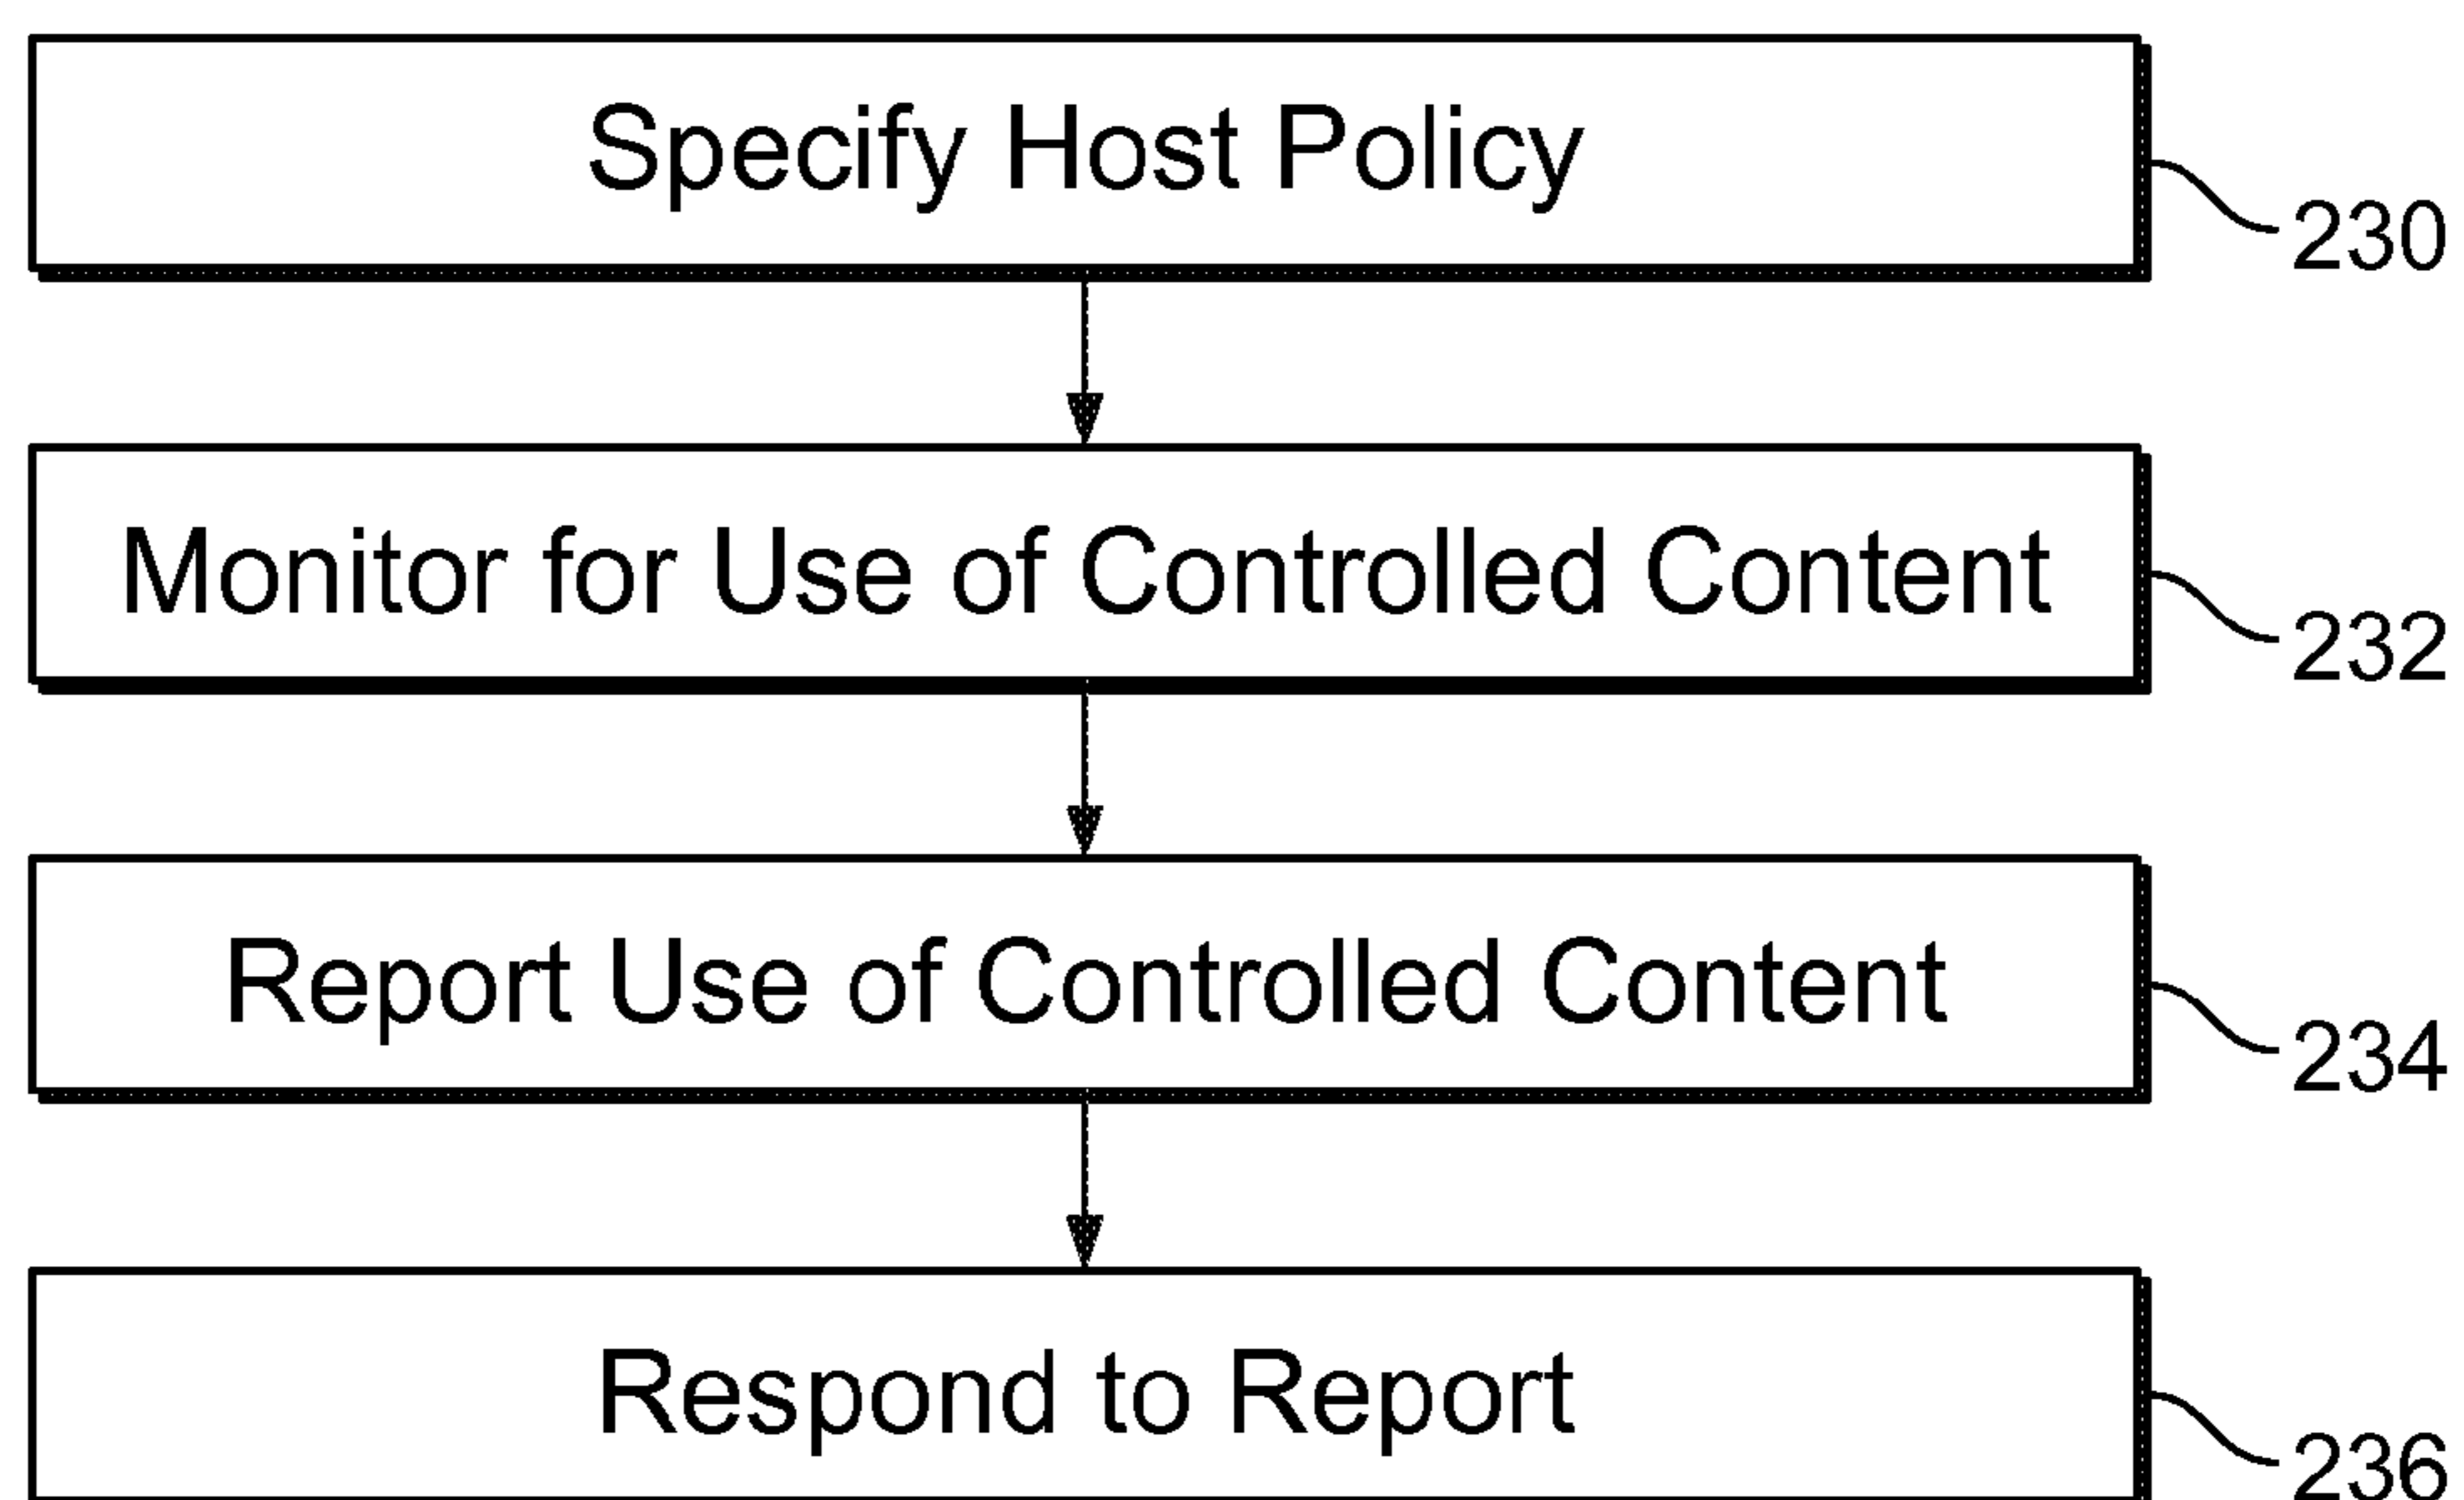 Specify Host Policy
230
Monitor for Use of Controlled Content
232
Report Use of Controlled Content
234
Respond to Report
236